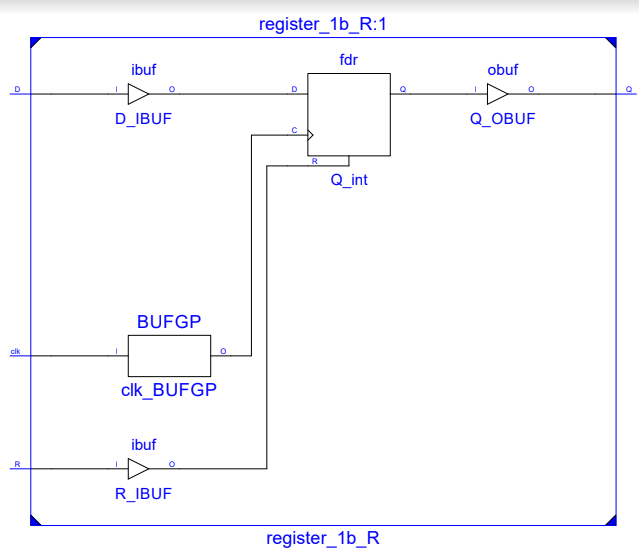 register_1b_R:1
fdr
ibuf
obuf
D I O D Q I O Q
D_IBUF
Q_OBUF
C
R
Q_int
BUFGP
clk I O
clk_BUFGP
ibuf
R I O
R_IBUF
register_1b_R